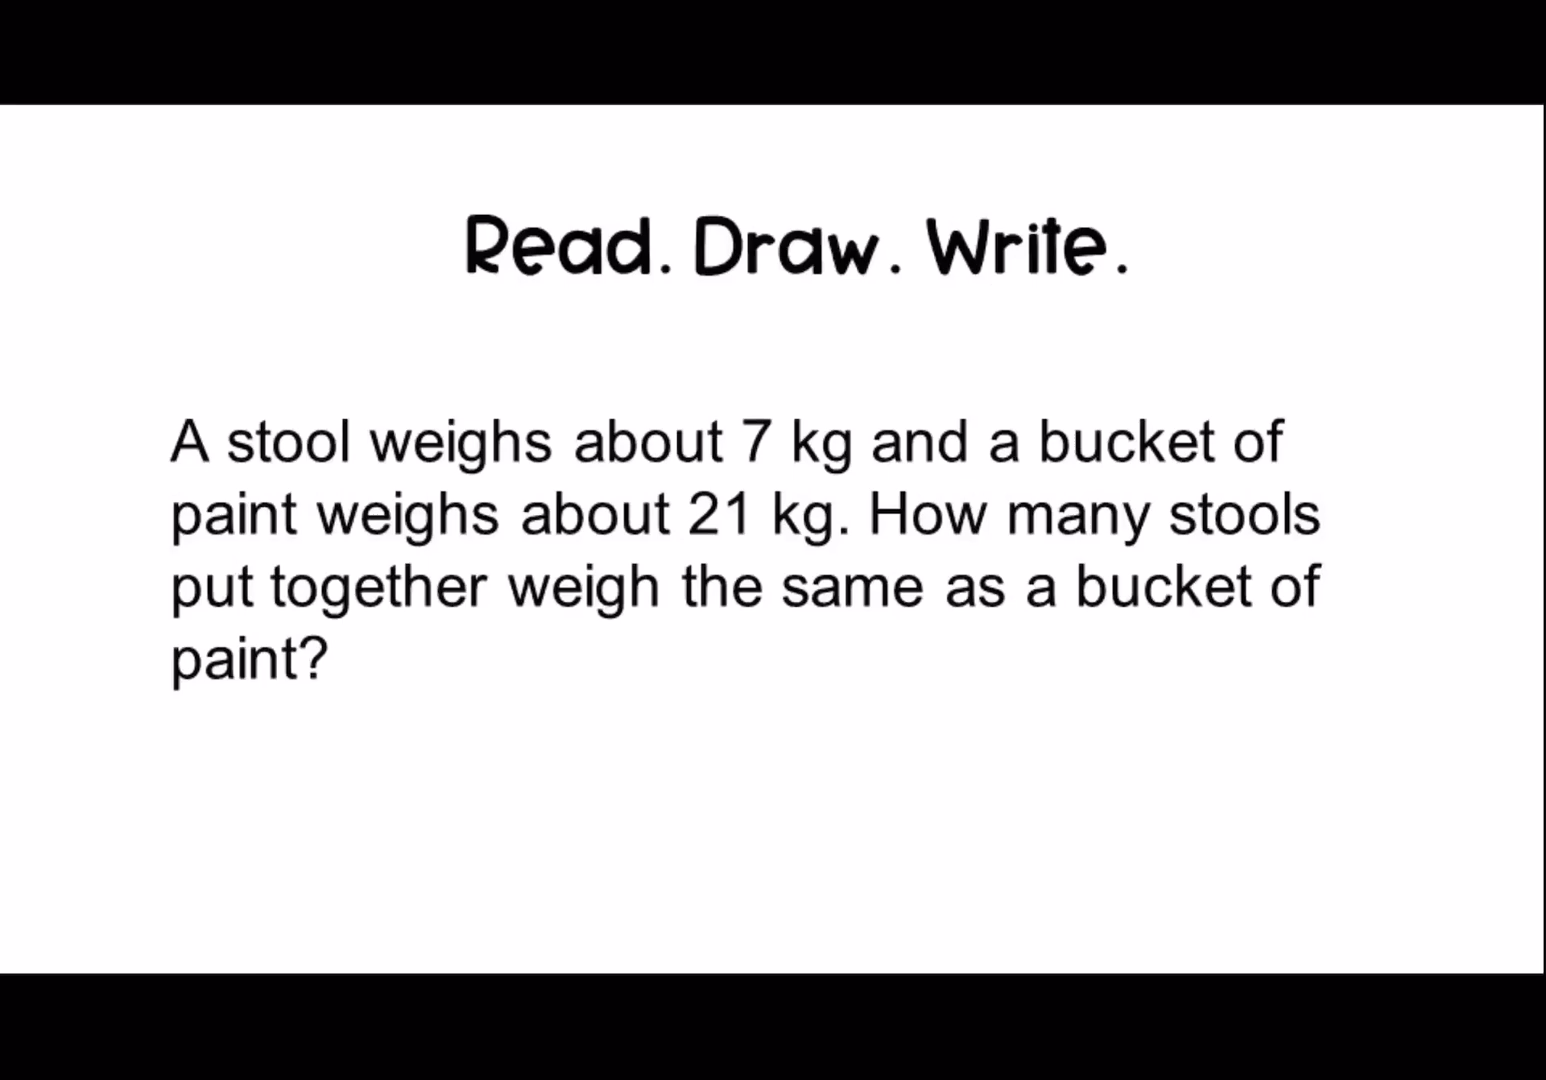 Read. Draw. Write.
A stool weighs about 7 kg and a bucket of
paint weighs about 21 kg. How many stools
put together weigh the same as a bucket of
paint?